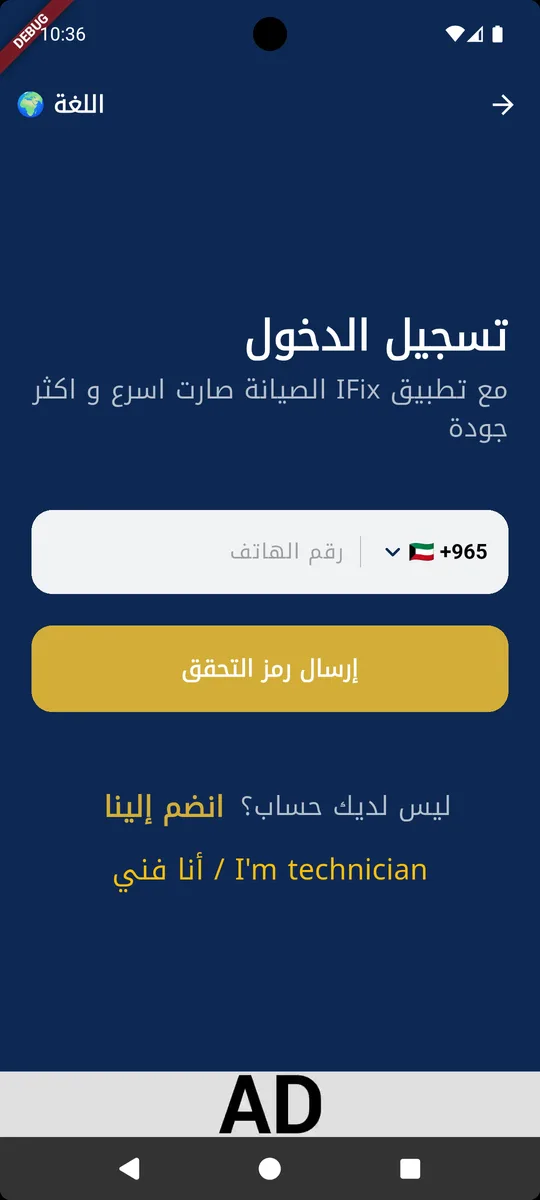 DEBUG
10:36
اللغة 🌍
تسجيل الدخول
مع تطبيق IFix الصيانة صارت اسرع و اكثر
جودة
+965 🇰🇼 رقم الهاتف
إرسال رمز التحقق
ليس لديك حساب؟ انضم إلينا
I'm technician / أنا فني
AD